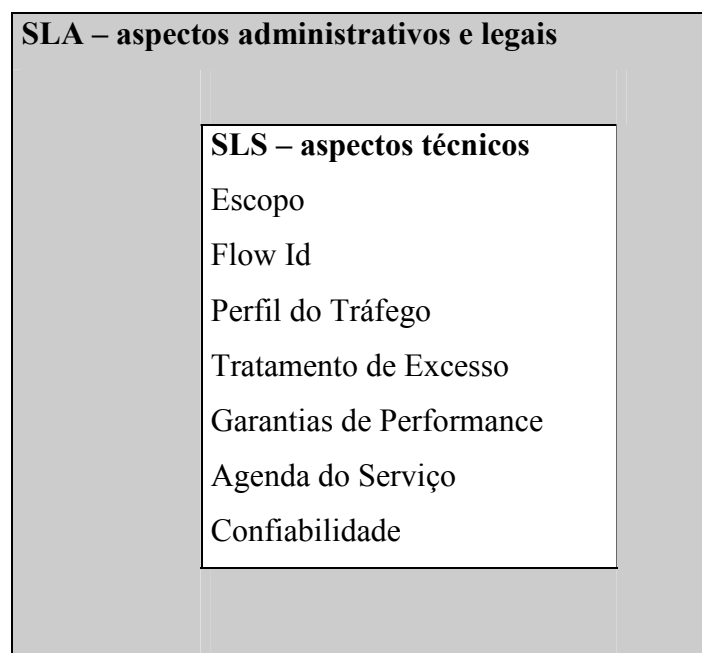 SLA – aspectos administrativos e legais
SLS – aspectos técnicos
Escopo
Flow Id
Perfil do Tráfego
Tratamento de Excesso
Garantias de Performance
Agenda do Serviço
Confiabilidade